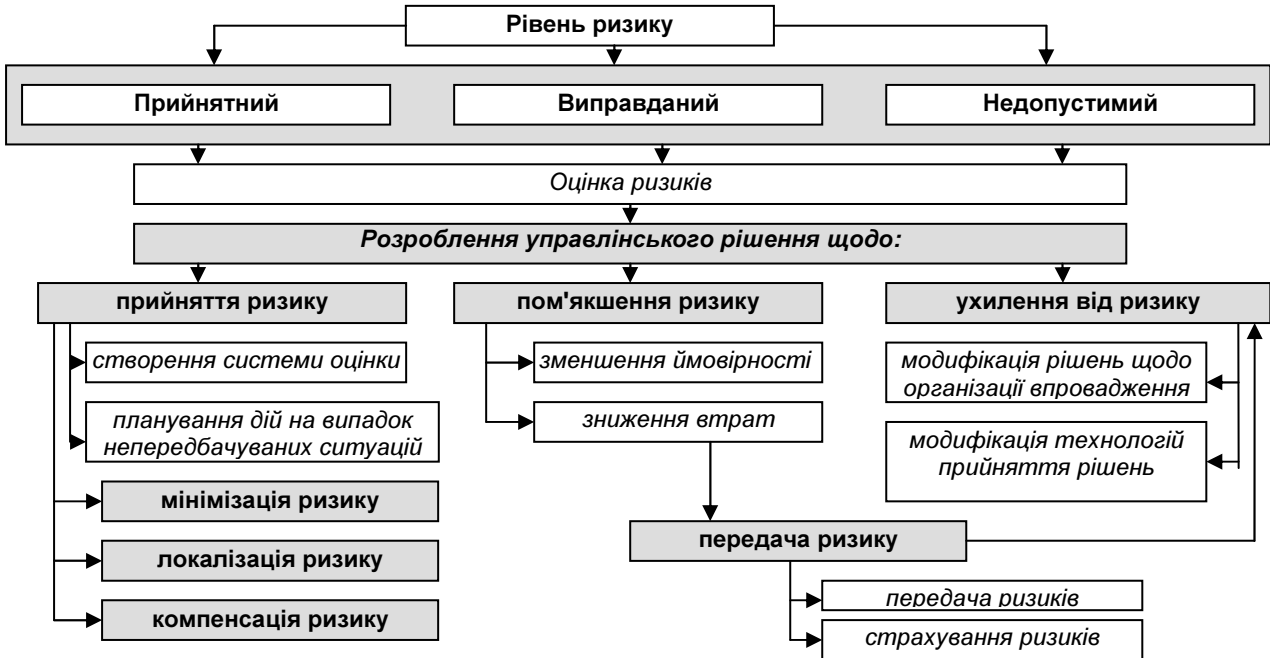 Рівень ризику
Прийнятний
Виправданий
Недопустимий
Оцінка ризиків
Розроблення управлінського рішення щодо:
прийняття ризику
створення системи оцінки
планування дій на випадок
непередбачуваних ситуацій
мінімізація ризику
локалізація ризику
компенсація ризику
пом'якшення ризику
зменшення ймовірності
зниження втрат
передача ризику
передача ризиків
страхування ризиків
ухилення від ризику
модифікація рішень щодо
організації впровадження
модифікація технологій
прийняття рішень